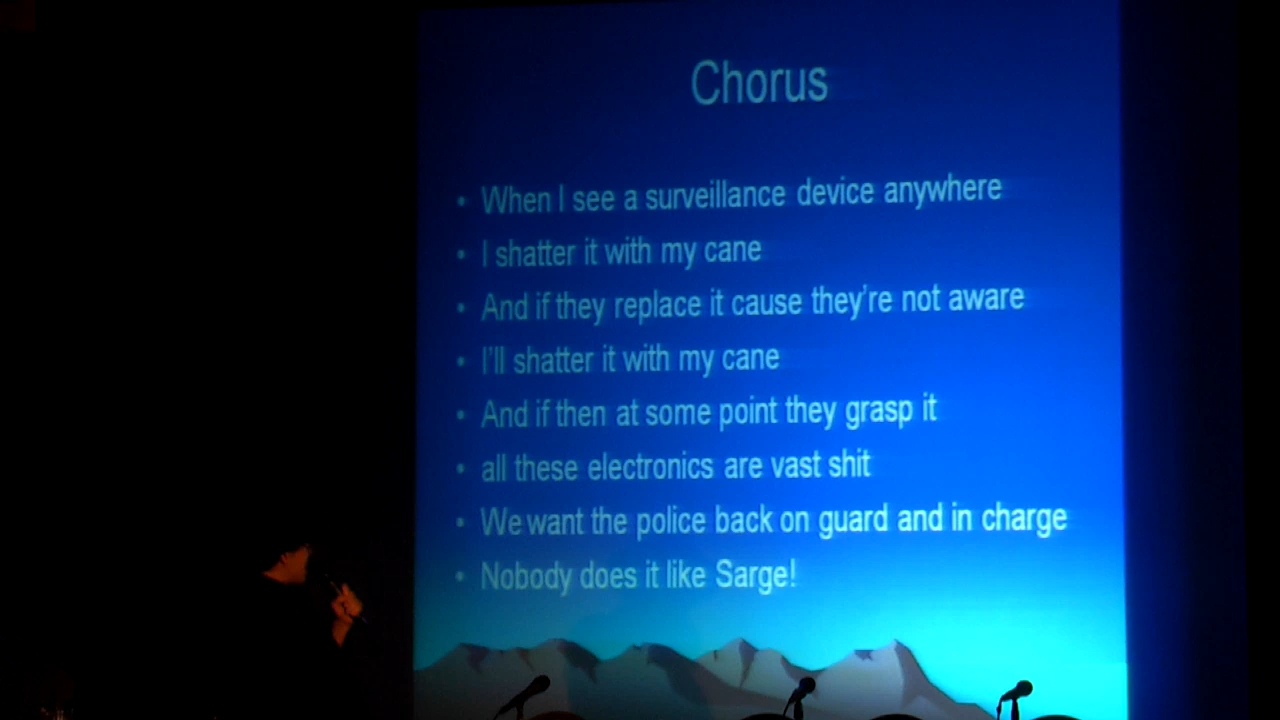 Chorus
• When I see a surveillance device anywhere
• I shatter it with my cane
• And if they replace it cause they're not aware
• I'll shatter it with my cane
• And if then at some point they grasp it
• all these electronics are vast shit
• We want the police back on guard and in charge
• Nobody does it like Sarge!